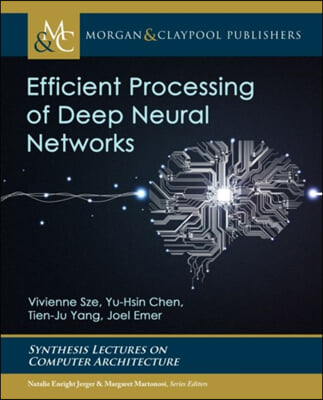 M&C MORGAN & CLAYPOOL PUBLISHERS
Efficient Processing
of Deep Neural
Networks
Vivienne Sze, Yu-Hsin Chen,
Tien-Ju Yang, Joel Emer
SYNTHESIS LECTURES ON
COMPUTER ARCHITECTURE
Natalie Enright Jerger & Margaret Martonosi, Series Editors